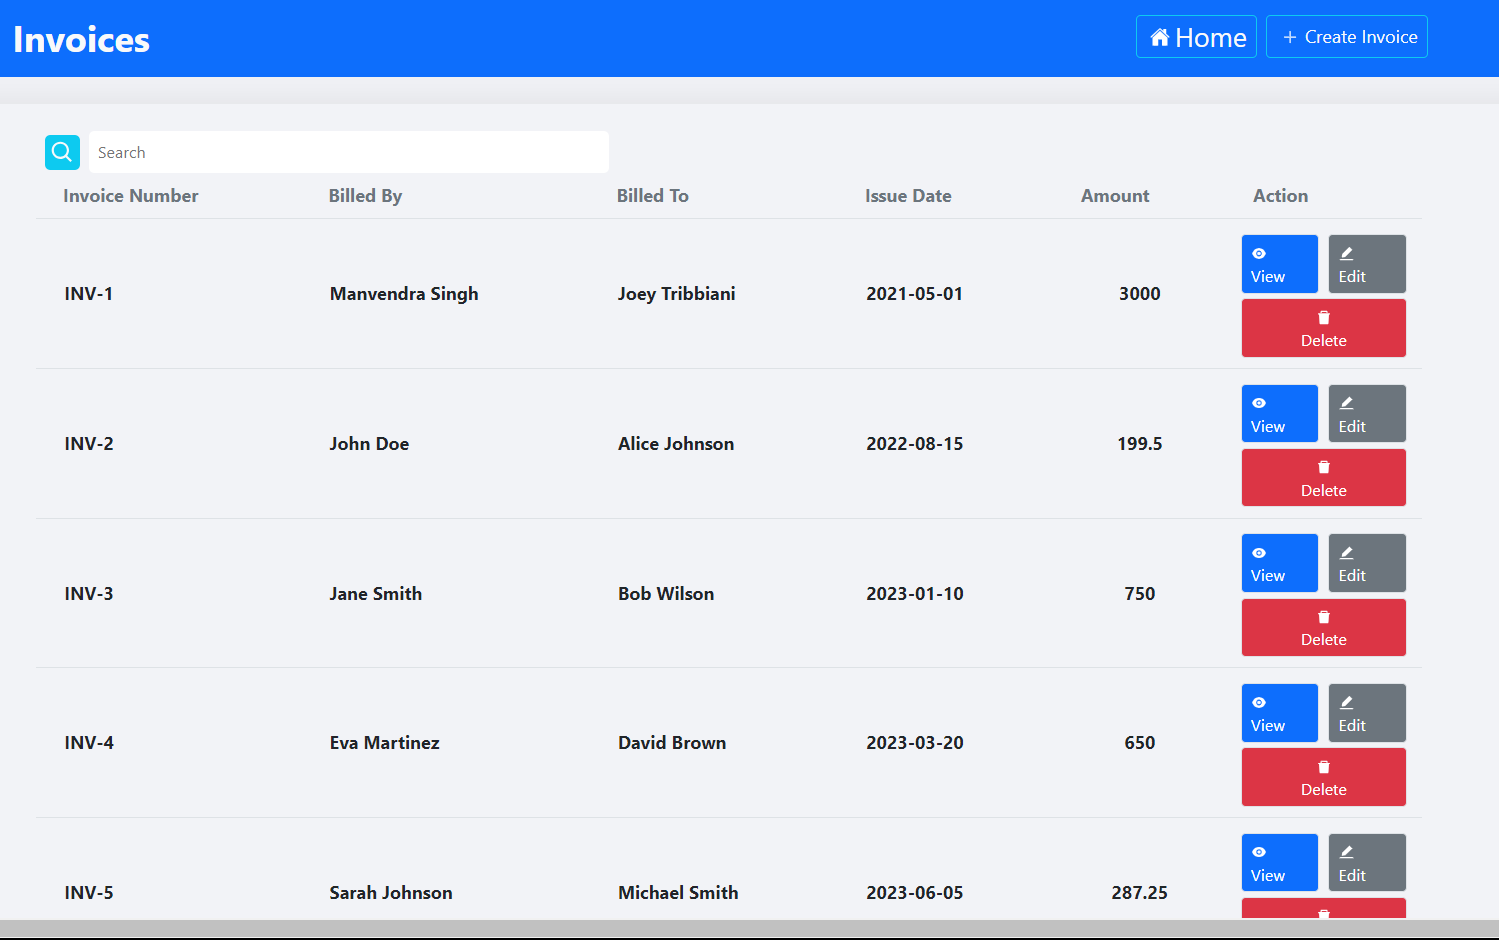 Invoices
Home
+ Create Invoice
Search
Invoice Number Billed By Billed To Issue Date Amount Action
INV-1 Manvendra Singh Joey Tribbiani 2021-05-01 3000
View Edit
Delete
INV-2 John Doe Alice Johnson 2022-08-15 199.5
View Edit
Delete
INV-3 Jane Smith Bob Wilson 2023-01-10 750
View Edit
Delete
INV-4 Eva Martinez David Brown 2023-03-20 650
View Edit
Delete
INV-5 Sarah Johnson Michael Smith 2023-06-05 287.25
View Edit